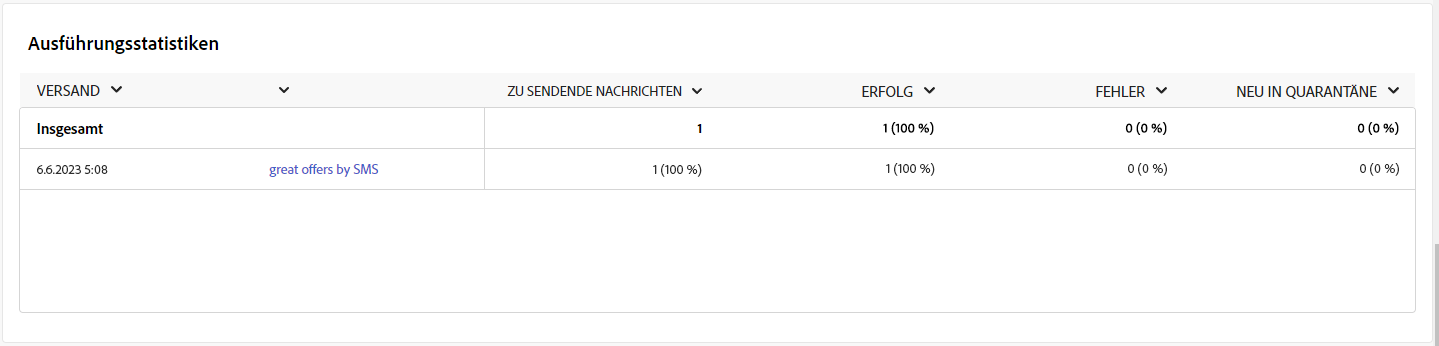 Ausführungsstatistiken
VERSAND ZU SENDENDE NACHRICHTEN ERFOLG FEHLER NEU IN QUARANTÄNE
Insgesamt 1 1 (100 %) 0 (0 %) 0 (0 %)
6.6.2023 5:08 great offers by SMS 1 (100 %) 1 (100 %) 0 (0 %) 0 (0 %)